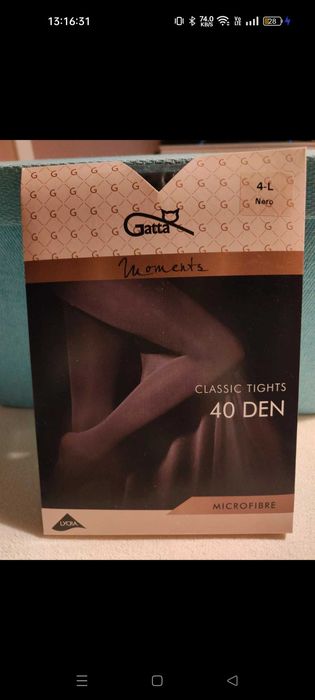 13:16:31
74.0
KB/S
28
4-L
Nero
Gatta
Moments
CLASSIC TIGHTS
40 DEN
MICROFIBRE
LYCRA